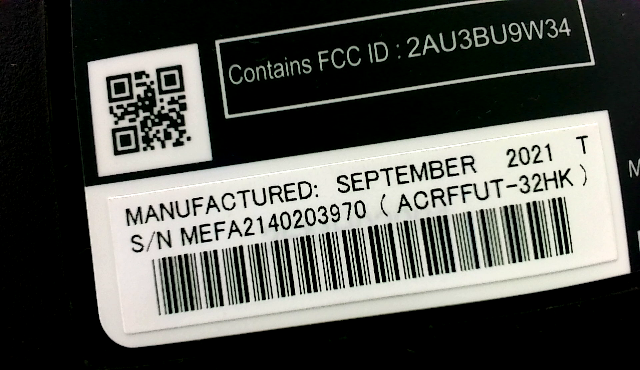 Contains FCC ID : 2AU3BU9W34
MANUFACTURED: SEPTEMBER 2021 T
S/N MEFA2140203970 ( ACRFFUT-32HK )
M